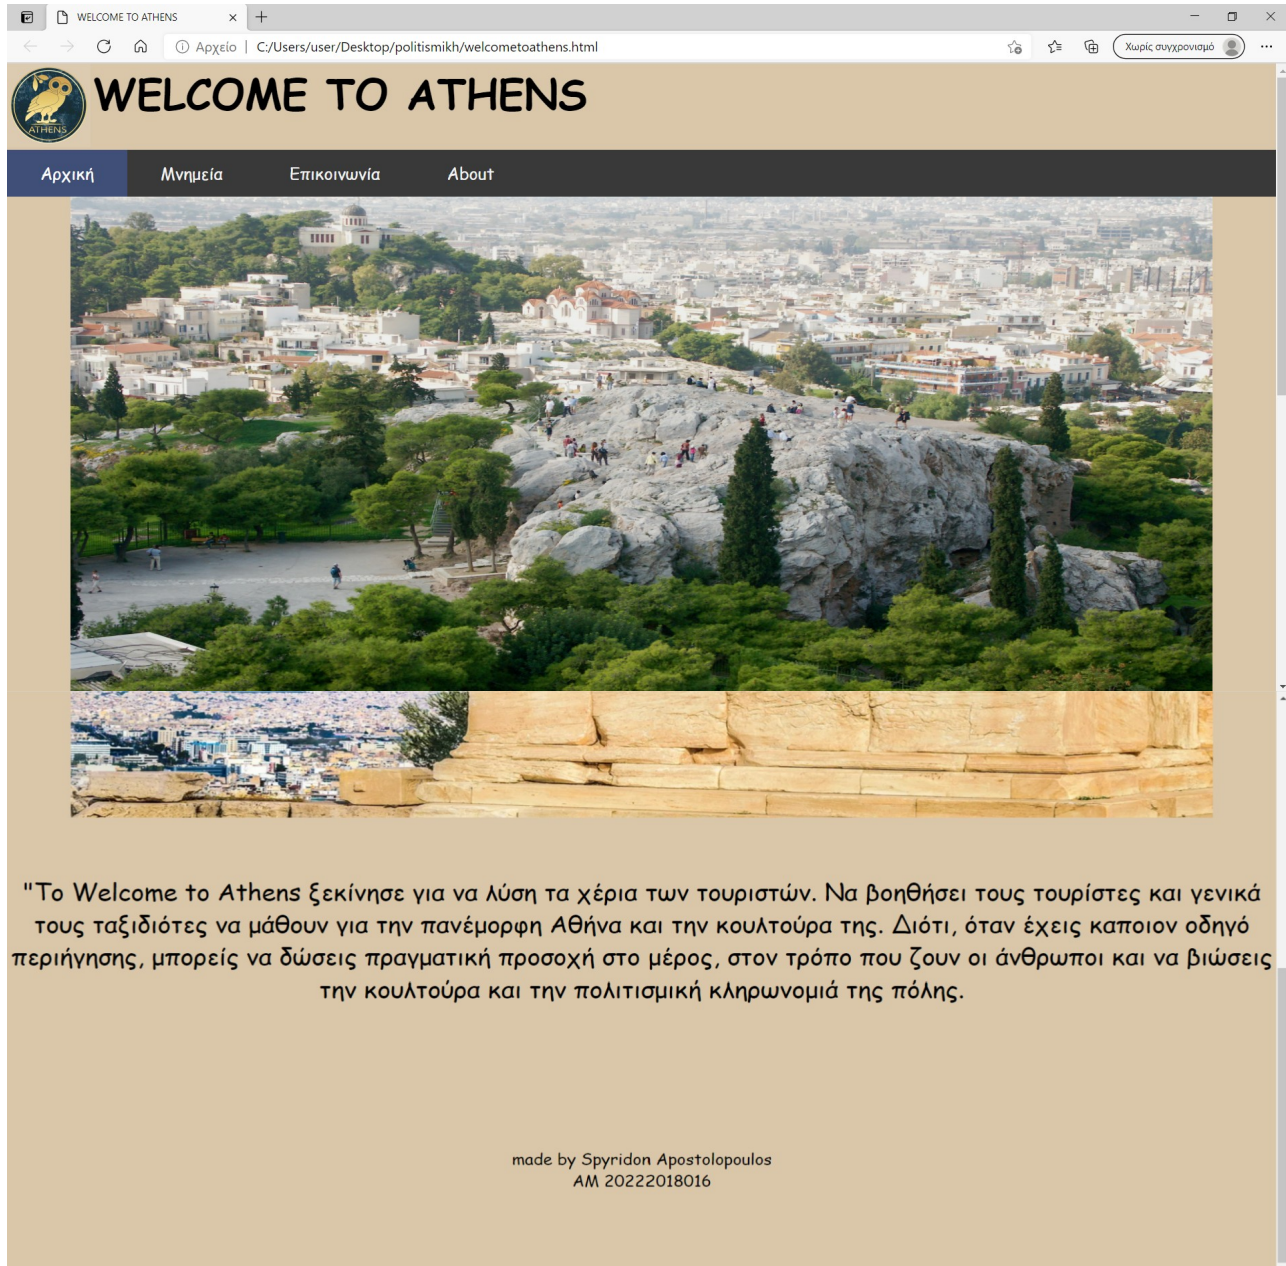 WELCOME TO ATHENS
Αρχείο | C:/Users/user/Desktop/politismikh/welcometoathens.html
Χωρίς συγχρονισμό
ATHENS
WELCOME TO ATHENS
Αρχική Μνημεία Επικοινωνία About
"Το Welcome to Athens ξεκίνησε για να λύση τα χέρια των τουριστών. Να βοηθήσει τους τουρίστες και γενικά
τους ταξιδιότες να μάθουν για την πανέμορφη Αθήνα και την κουλτούρα της. Διότι, όταν έχεις καποιον οδηγό
περιήγησης, μπορείς να δώσεις πραγματική προσοχή στο μέρος, στον τρόπο που ζουν οι άνθρωποι και να βιώσεις
την κουλτούρα και την πολιτισμική κληρωνομιά της πόλης.
made by Spyridon Apostolopoulos
AM 20222018016